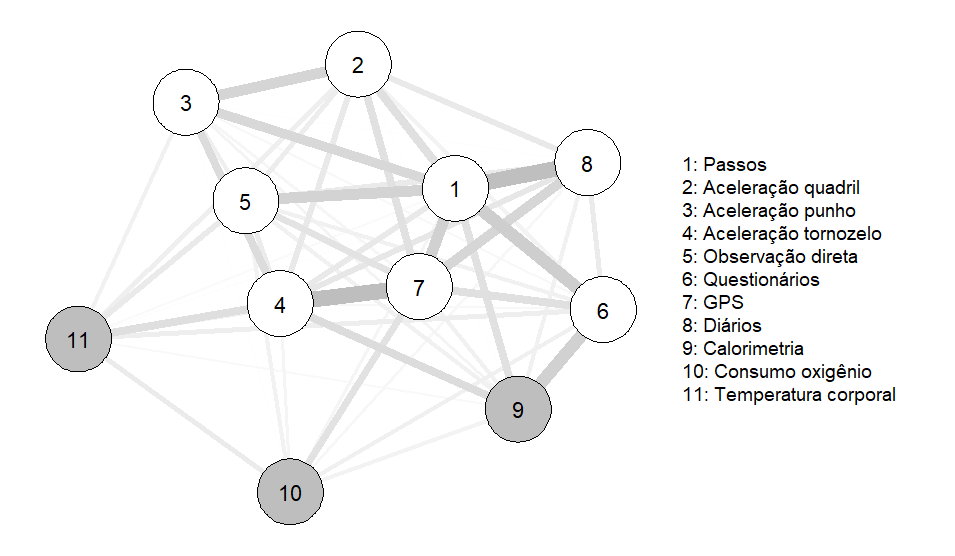 2
3
8
1
5
7
4
6
11
9
10
1: Passos
2: Aceleração quadril
3: Aceleração punho
4: Aceleração tornozelo
5: Observação direta
6: Questionários
7: GPS
8: Diários
9: Calorimetria
10: Consumo oxigênio
11: Temperatura corporal